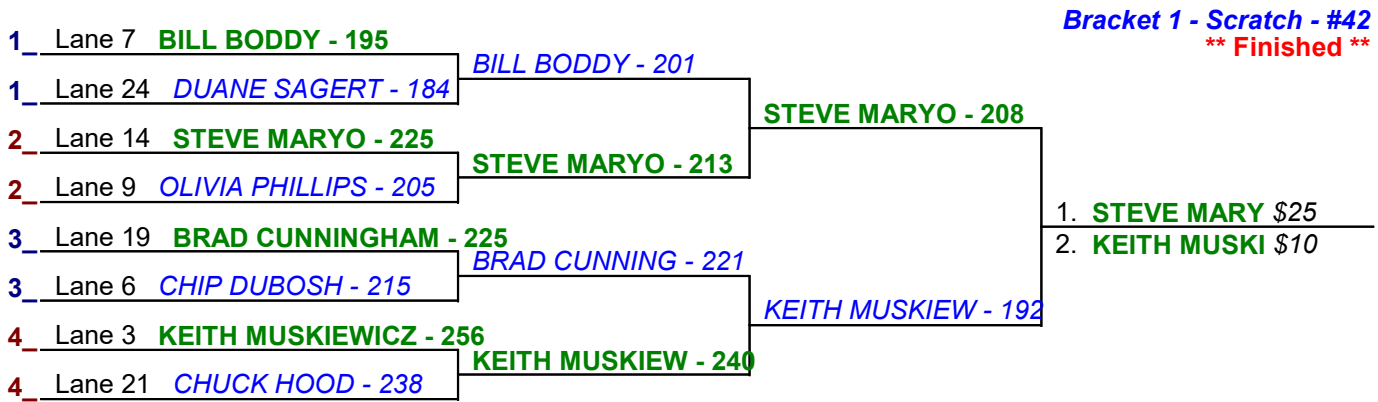 Bracket 1 - Scratch - #42
** Finished **
1_ Lane 7 BILL BODDY - 195
BILL BODDY - 201
1_ Lane 24 DUANE SAGERT - 184
STEVE MARYO - 208
2_ Lane 14 STEVE MARYO - 225
STEVE MARYO - 213
2_ Lane 9 OLIVIA PHILLIPS - 205
1. STEVE MARY $25
3_ Lane 19 BRAD CUNNINGHAM - 225
2. KEITH MUSKI $10
BRAD CUNNING - 221
3_ Lane 6 CHIP DUBOSH - 215
KEITH MUSKIEW - 192
4_ Lane 3 KEITH MUSKIEWICZ - 256
KEITH MUSKIEW - 240
4_ Lane 21 CHUCK HOOD - 238